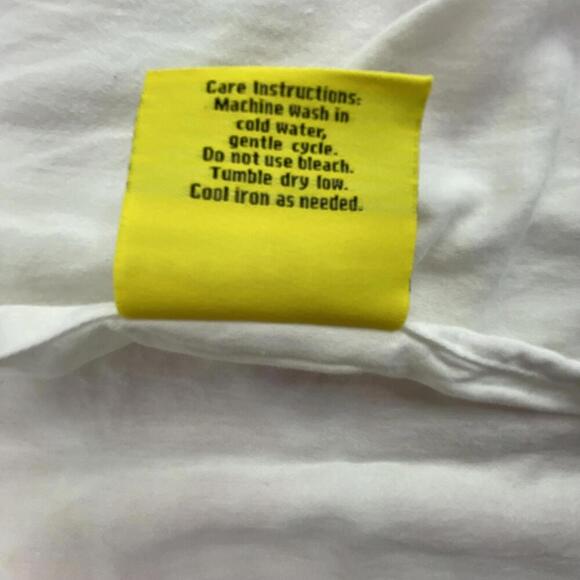 Care Instructions:
Machine wash in
cold water,
gentle cycle.
Do not use bleach.
Tumble dry low.
Cool iron as needed.